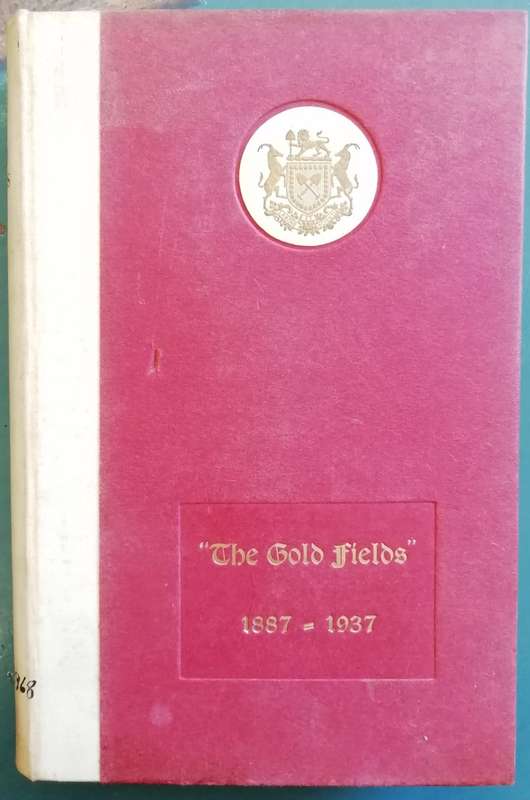 “The Gold Fields”
1887 = 1937